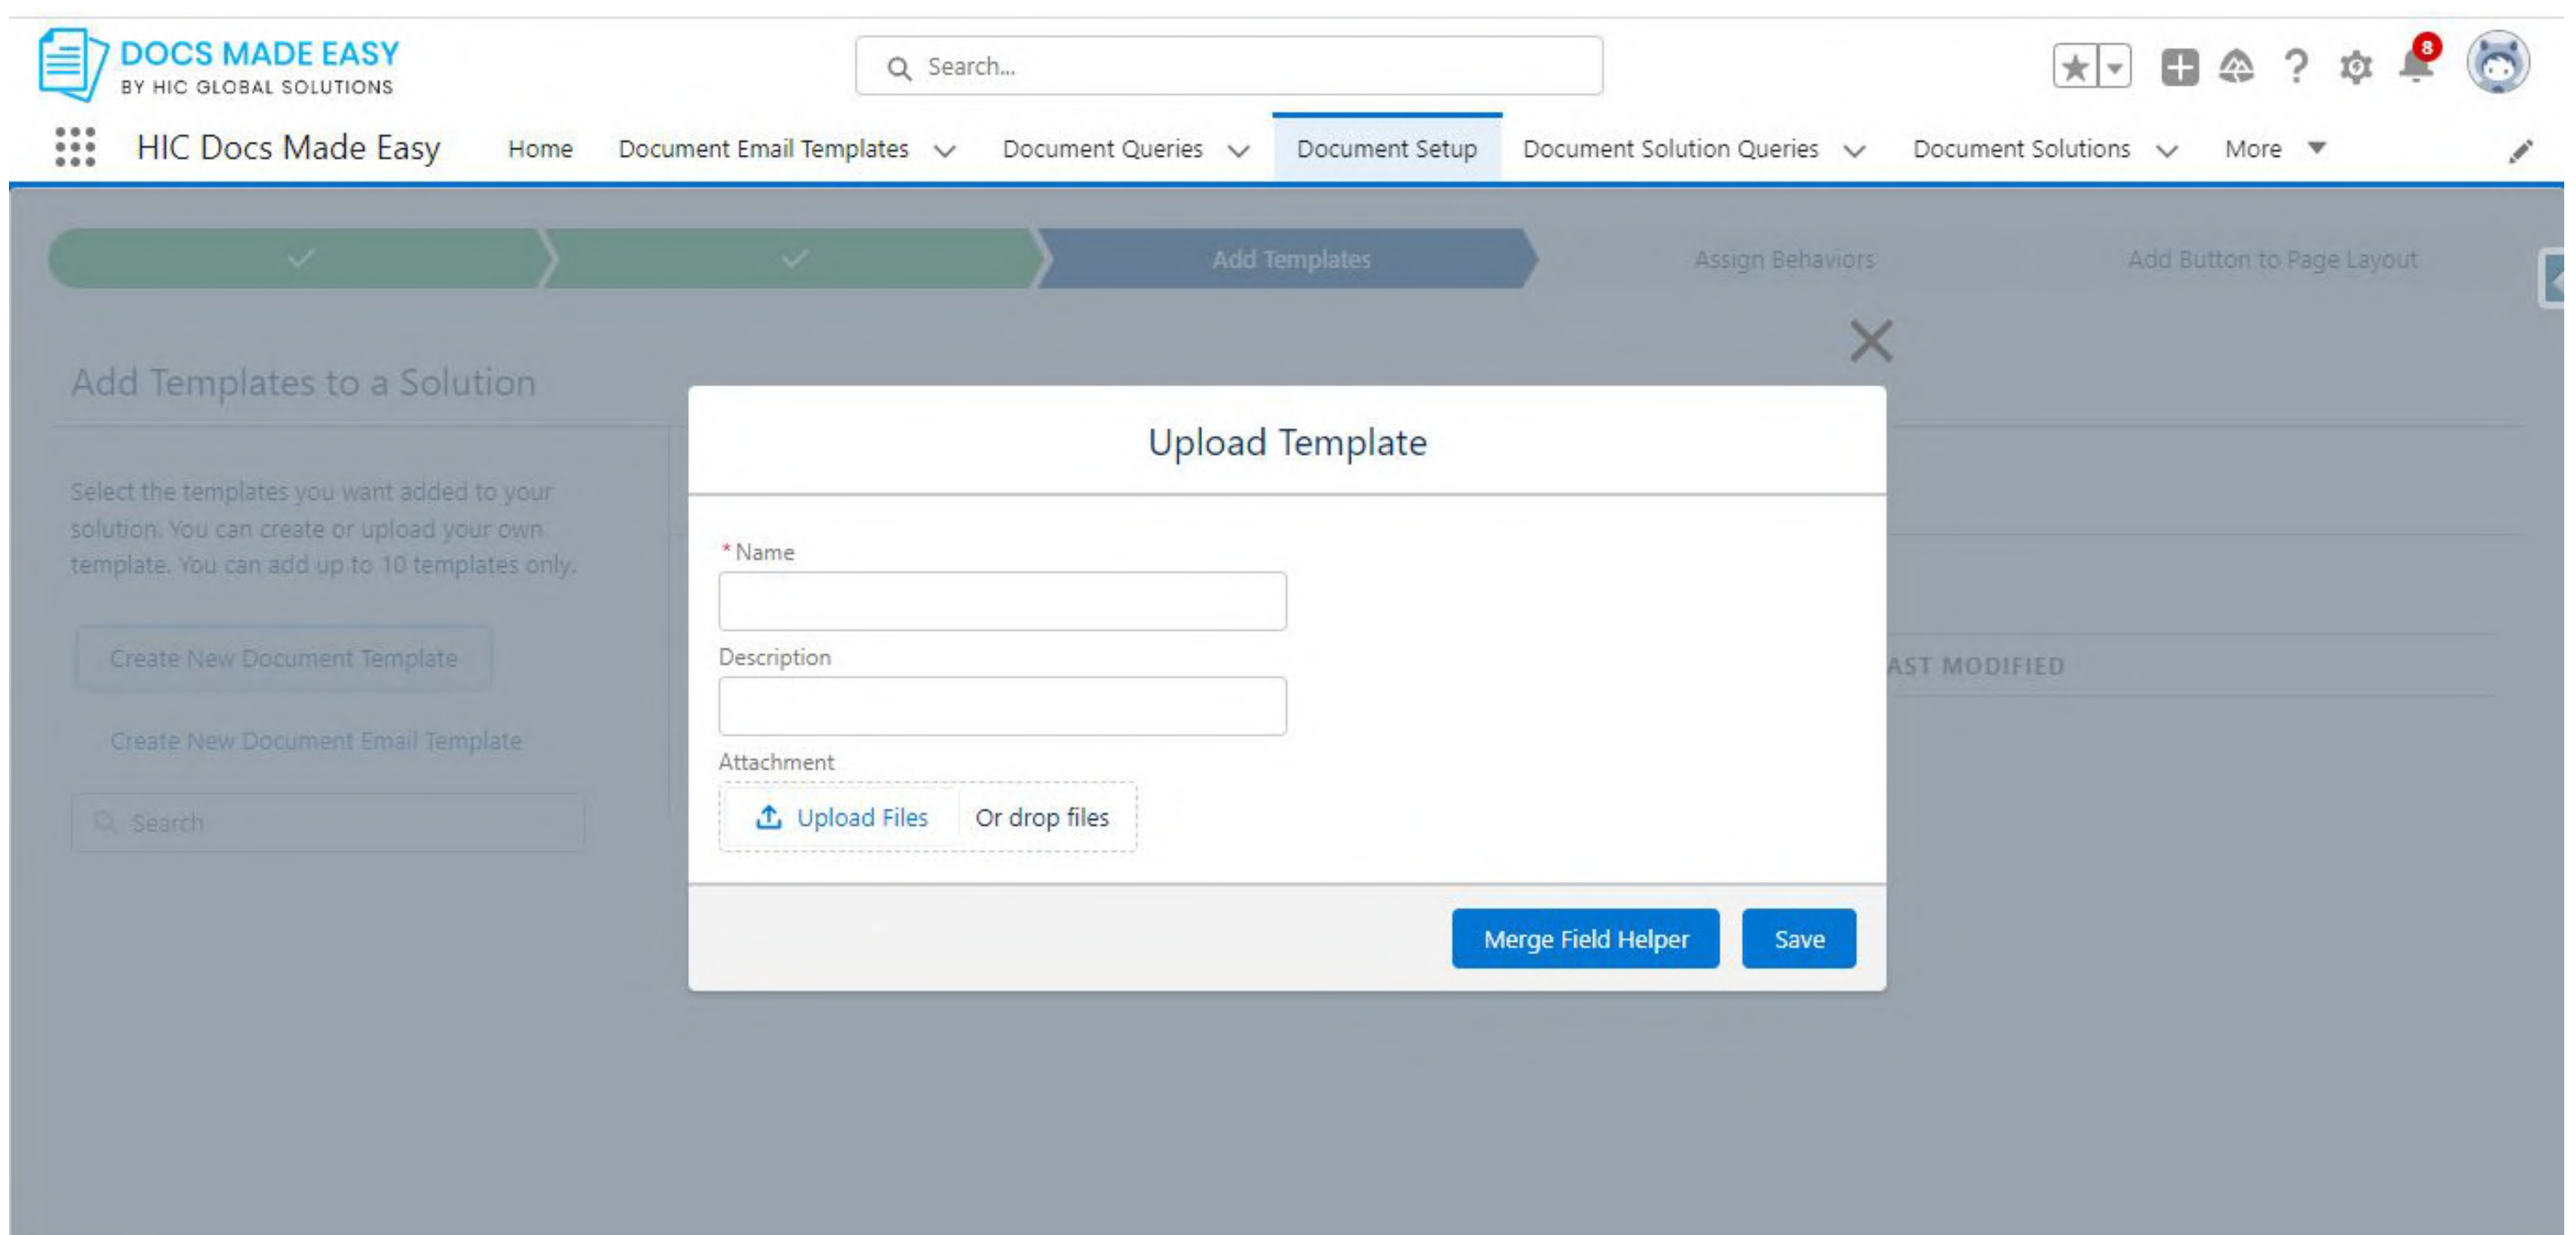 DOCS MADE EASY
BY HIC GLOBAL SOLUTIONS
Search...
8
HIC Docs Made Easy
Home
Document Email Templates
Document Queries
Document Setup
Document Solution Queries
Document Solutions
More
Add Templates
Assign Behaviors
Add Button to Page Layout
Add Templates to a Solution
Select the templates you want added to your
solution. You can create or upload your own
template. You can add up to 10 templates only.
Create New Document Template
Create New Document Email Template
Search
Upload Template
* Name
Description
Attachment
Upload Files
Or drop files
Merge Field Helper
Save
AST MODIFIED